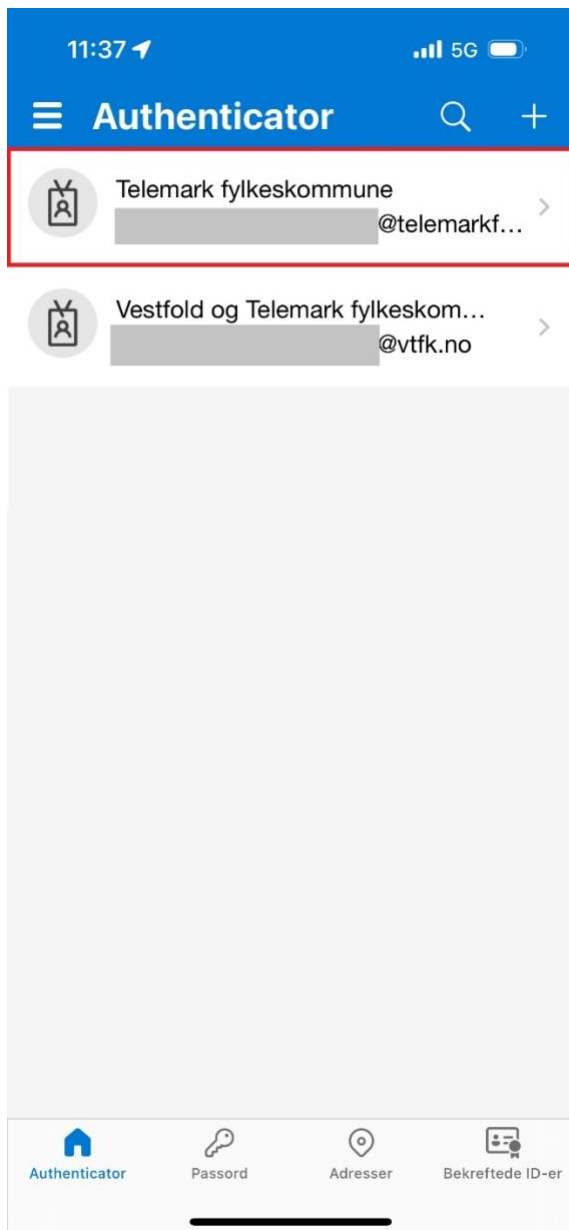 11:37 5G
Authenticator
Telemark fylkeskommune
@telemarkf...
Vestfold og Telemark fylkeskom...
@vtfk.no
Authenticator Passord Adresser Bekreftede ID-er